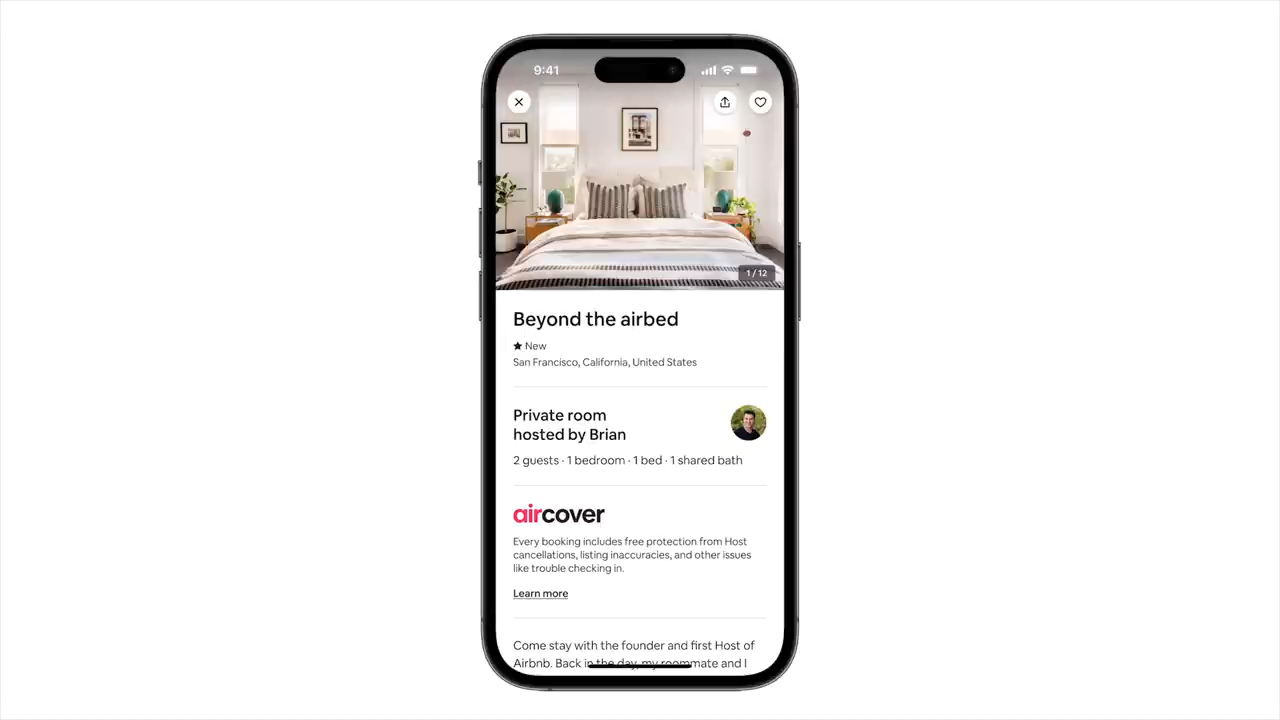 9:41
1 / 12
Beyond the airbed
New
San Francisco, California, United States
Private room
hosted by Brian
2 guests · 1 bedroom · 1 bed · 1 shared bath
aircover
Every booking includes free protection from Host
cancellations, listing inaccuracies, and other issues
like trouble checking in.
Learn more
Come stay with the founder and first Host of
Airbnb. Back in the day, my roommate and I